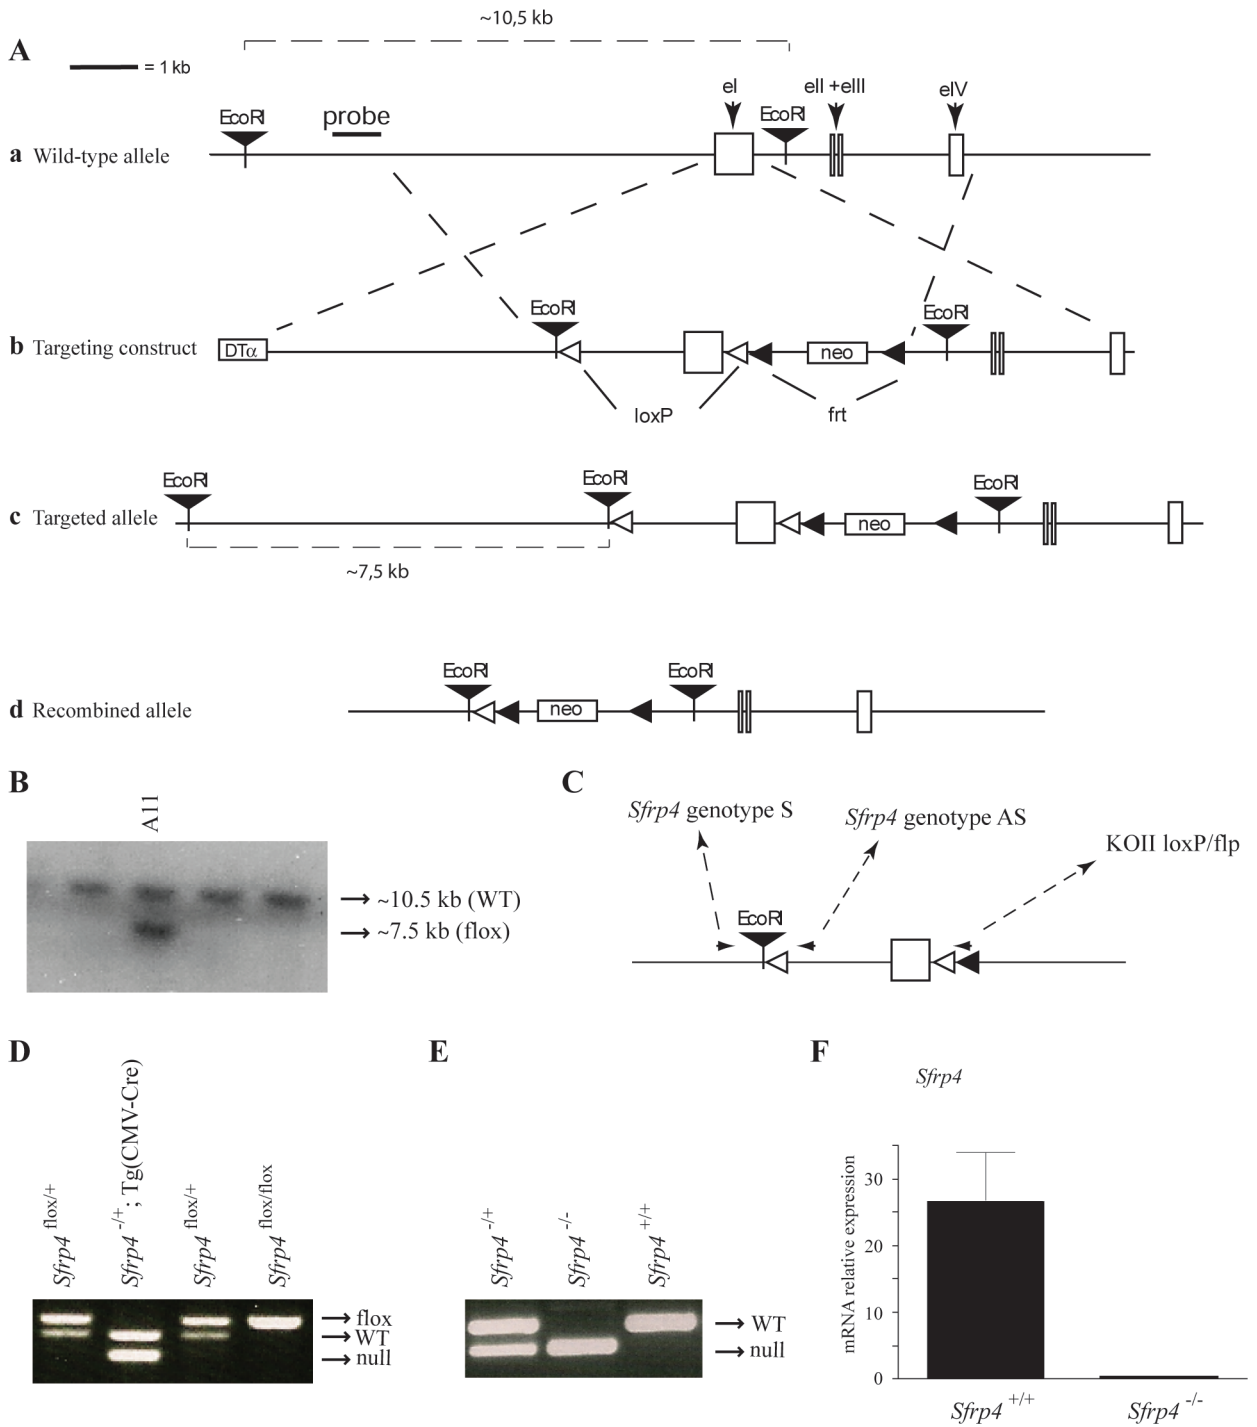 A
~10,5 kb
= 1 kb
EcoRI
probe
eI
EcoRI
eII +eIII
eIV
a Wild-type allele
b Targeting construct
DTα
EcoRI
neo
EcoRI
loxP
frt
c Targeted allele
EcoRI
EcoRI
EcoRI
neo
~7,5 kb
d Recombined allele
EcoRI
EcoRI
neo
B
A11
~10.5 kb (WT)
~7.5 kb (flox)
C
Sfrp4 genotype S
Sfrp4 genotype AS
KOII loxP/flp
EcoRI
D
Sfrp4 flox/+
Sfrp4 -/+ ; Tg(CMV-Cre)
Sfrp4 flox/+
Sfrp4 flox/flox
flox
WT
null
E
Sfrp4 -/+
Sfrp4 -/-
Sfrp4 +/+
WT
null
F
Sfrp4
mRNA relative expression
30
20
10
0
Sfrp4 +/+
Sfrp4 -/-